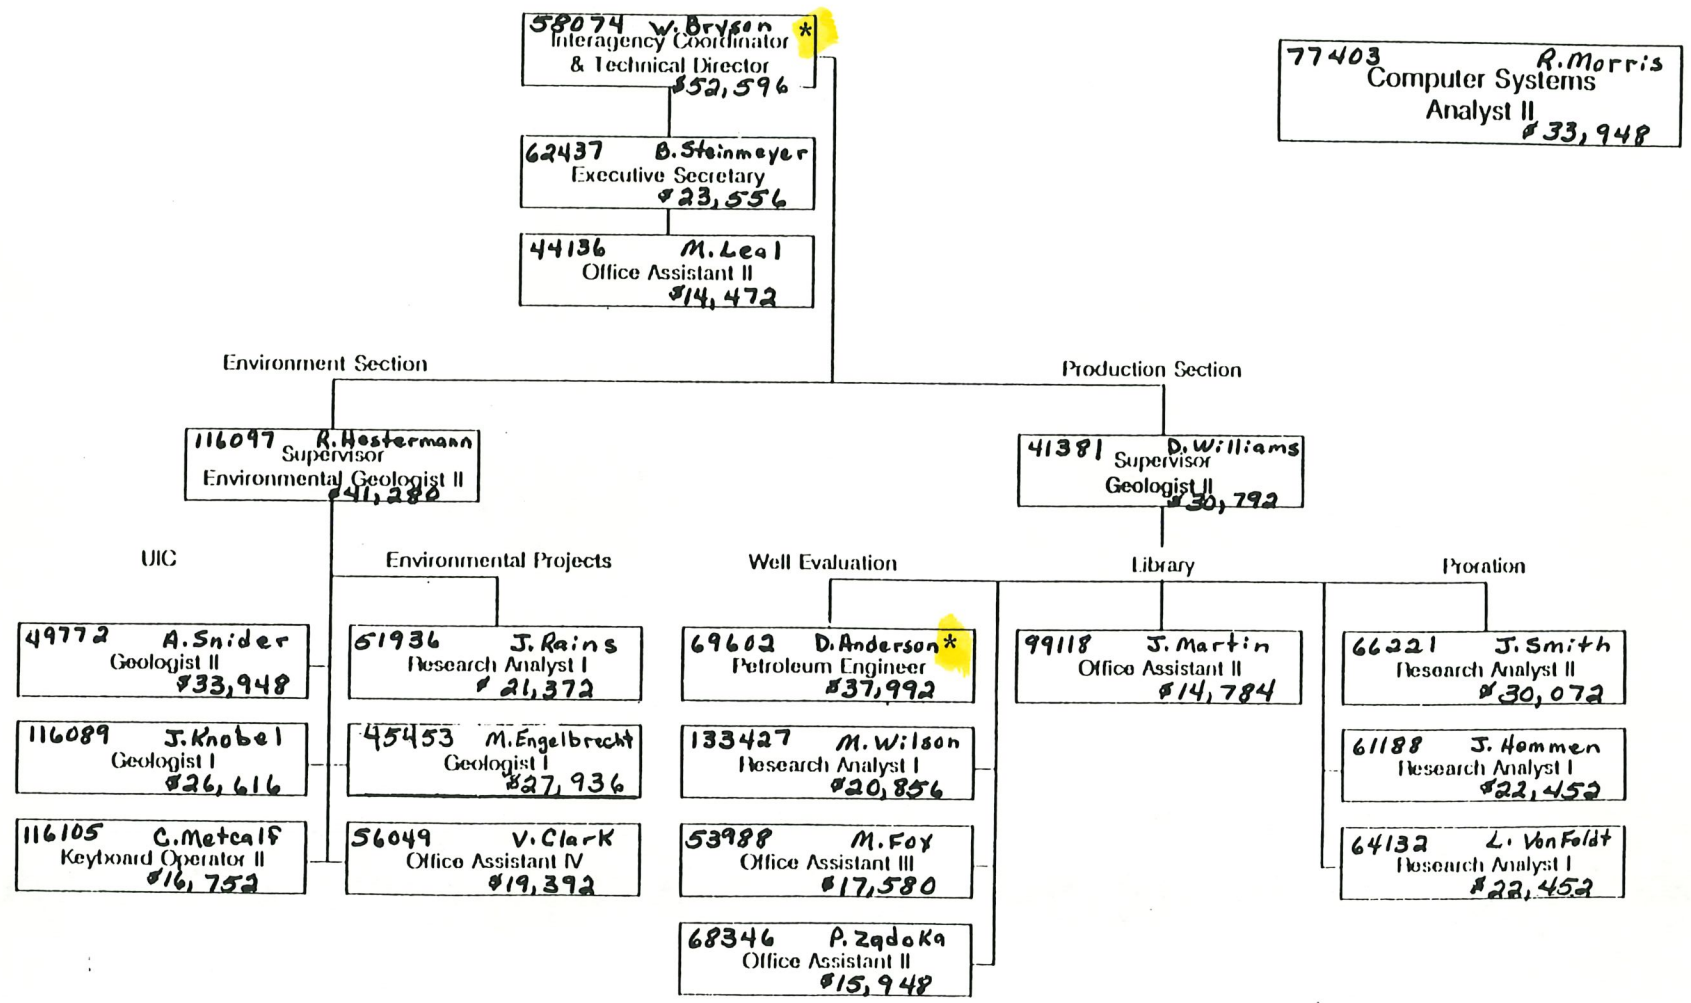 58074 W. Bryson *
Interagency Coordinator
& Technical Director
$52,596
77403 R. Morris
Computer Systems
Analyst II
$33,948
62437 B. Steinmeyer
Executive Secretary
$23,556
44136 M. Leal
Office Assistant II
$14,472
Environment Section
Production Section
116097 R. Hestermann
Supervisor
Environmental Geologist II
$41,280
41381 D. Williams
Supervisor
Geologist II
$30,792
UIC
Environmental Projects
Well Evaluation
Library
Proration
49772 A. Snider
Geologist II
$33,948
51936 J. Rains
Research Analyst I
$21,372
69602 D. Anderson *
Petroleum Engineer
$37,992
99118 J. Martin
Office Assistant II
$14,784
66221 J. Smith
Research Analyst II
$30,072
116089 J. Knobel
Geologist I
$26,616
45453 M. Engelbrecht
Geologist I
$27,936
133427 M. Wilson
Research Analyst I
$20,856
61188 J. Hommen
Research Analyst I
$22,452
116105 C. Metcalf
Keyboard Operator II
$16,752
56049 V. Clark
Office Assistant IV
$19,392
53988 M. Fox
Office Assistant III
$17,580
64132 L. VonFeldt
Research Analyst I
$22,452
68346 P. Zadoka
Office Assistant II
$15,948